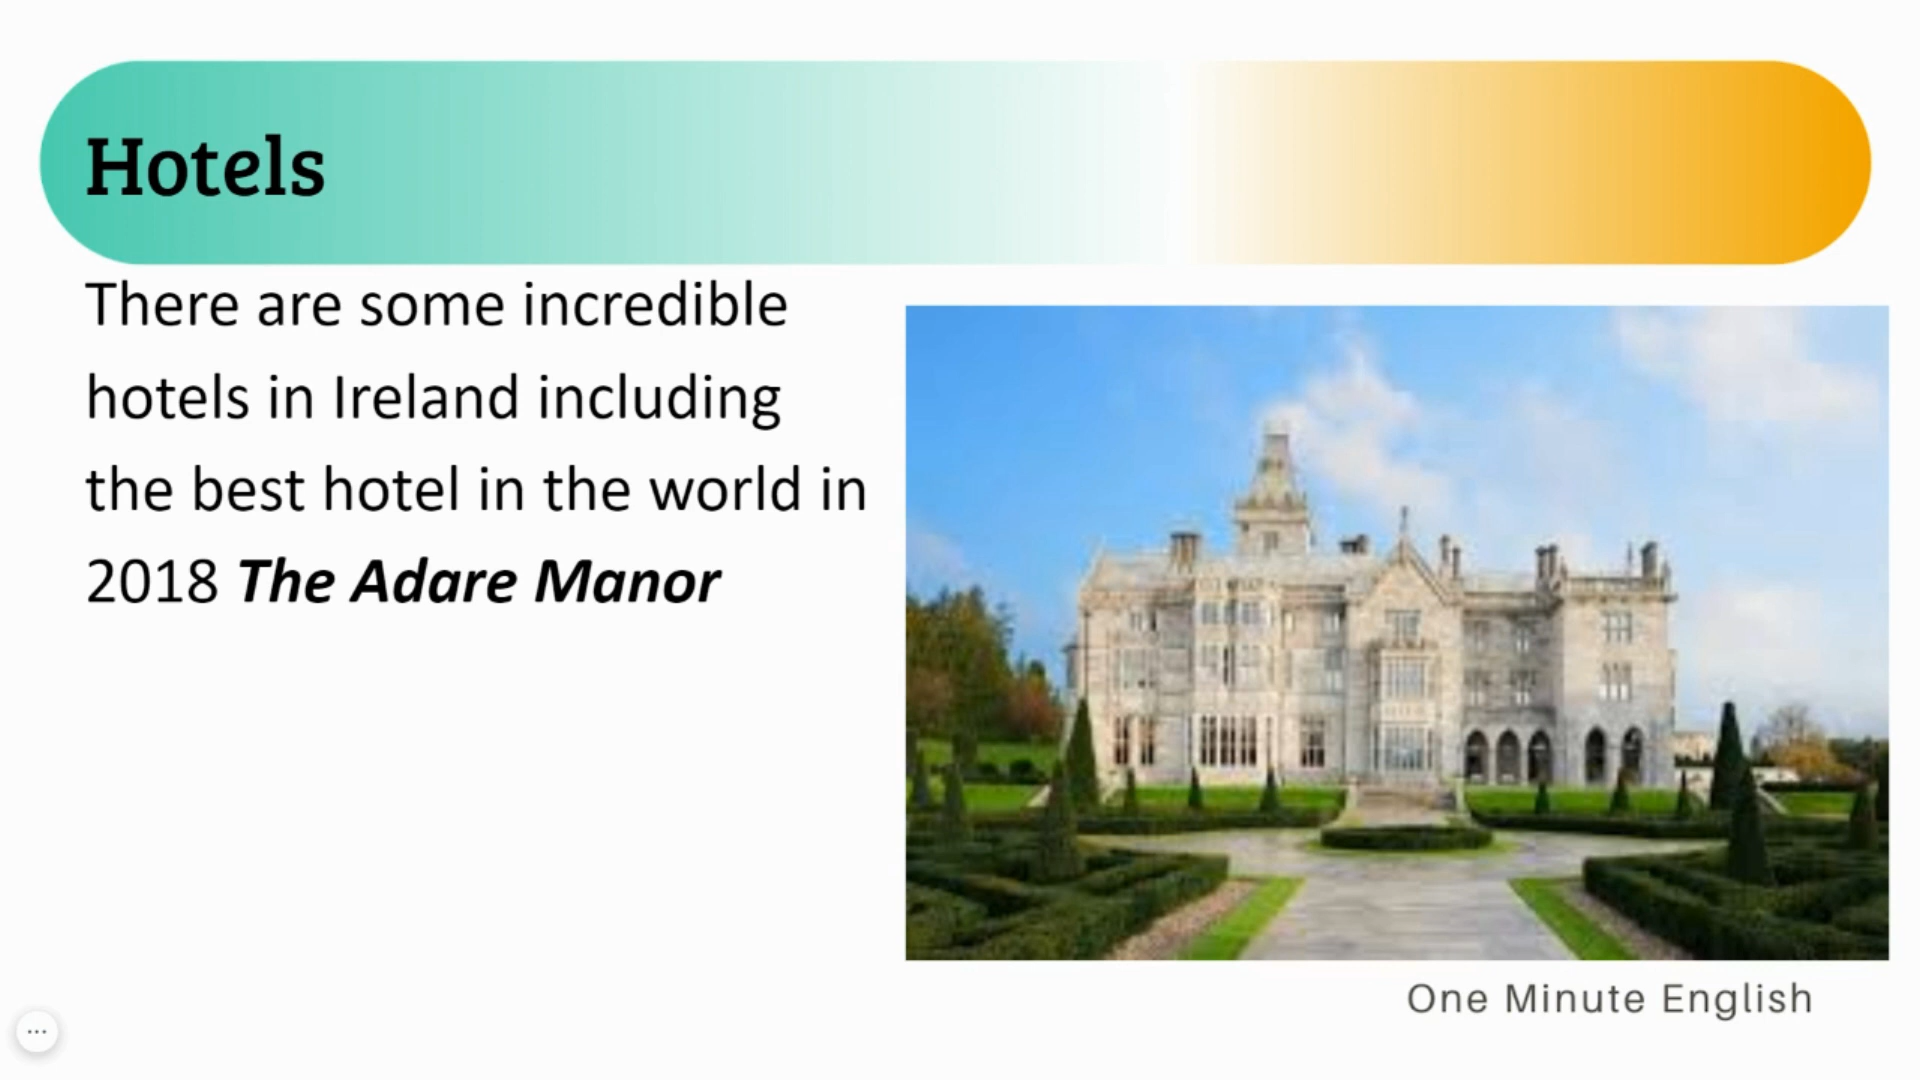 Hotels
There are some incredible
hotels in Ireland including
the best hotel in the world in
2018 The Adare Manor
One Minute English